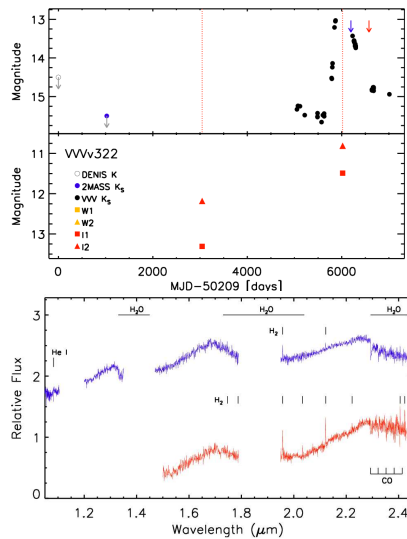 13
14
15
Magnitude
VVVv322
DENIS K
2MASS Ks
VVV Ks
W1
W2
I1
I2
11
12
13
Magnitude
0 2000 4000 6000
MJD-50209 [days]
H₂O H₂O H₂O
He I
H₂
H₂
CO
3
2
1
0
Relative Flux
1.2 1.4 1.6 1.8 2.0 2.2 2.4
Wavelength (μm)